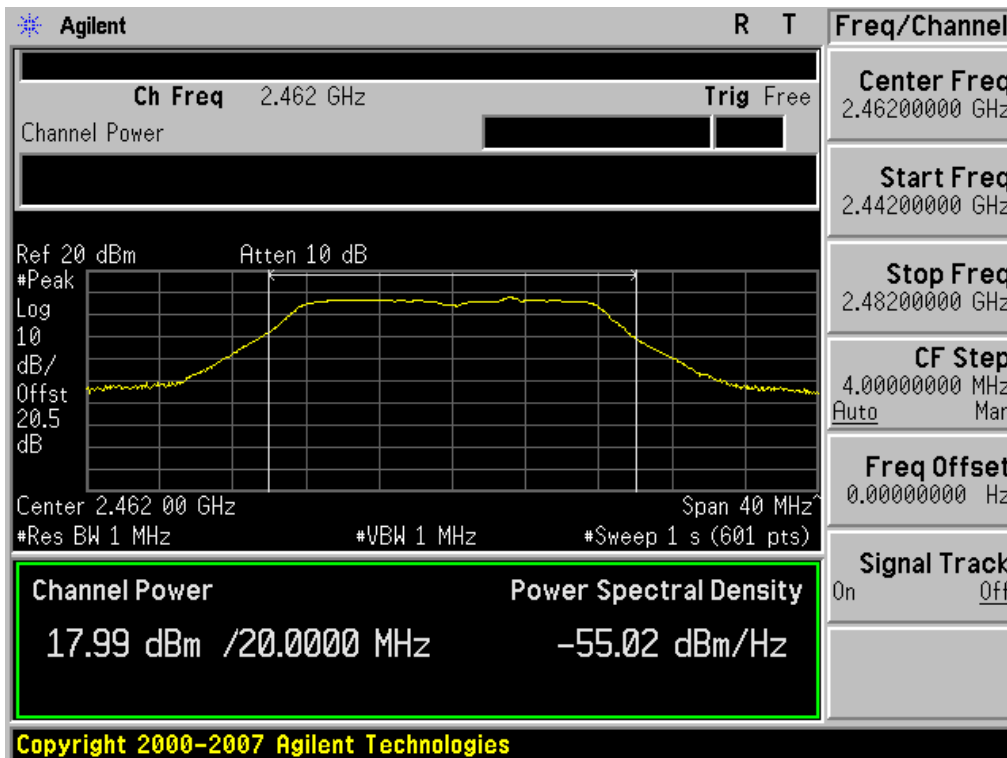 Agilent R T
Freq/Channel
Ch Freq 2.462 GHz Trig Free
Channel Power
Center Freq
2.46200000 GHz
Start Freq
2.44200000 GHz
Stop Freq
2.48200000 GHz
CF Step
4.00000000 MHz
Auto Man
Freq Offset
0.00000000 Hz
Signal Track
On Off
Ref 20 dBm Atten 10 dB
#Peak
Log
10
dB/
Offst
20.5
dB
Center 2.462 00 GHz Span 40 MHz^
#Res BW 1 MHz #VBW 1 MHz #Sweep 1 s (601 pts)
Channel Power Power Spectral Density
17.99 dBm /20.0000 MHz -55.02 dBm/Hz
Copyright 2000-2007 Agilent Technologies